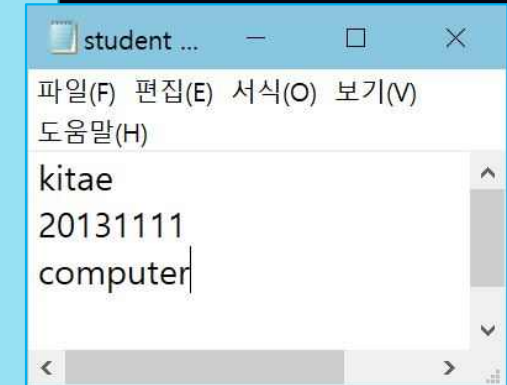 student ...
파일(F) 편집(E) 서식(O) 보기(V)
도움말(H)
kitae
20131111
computer